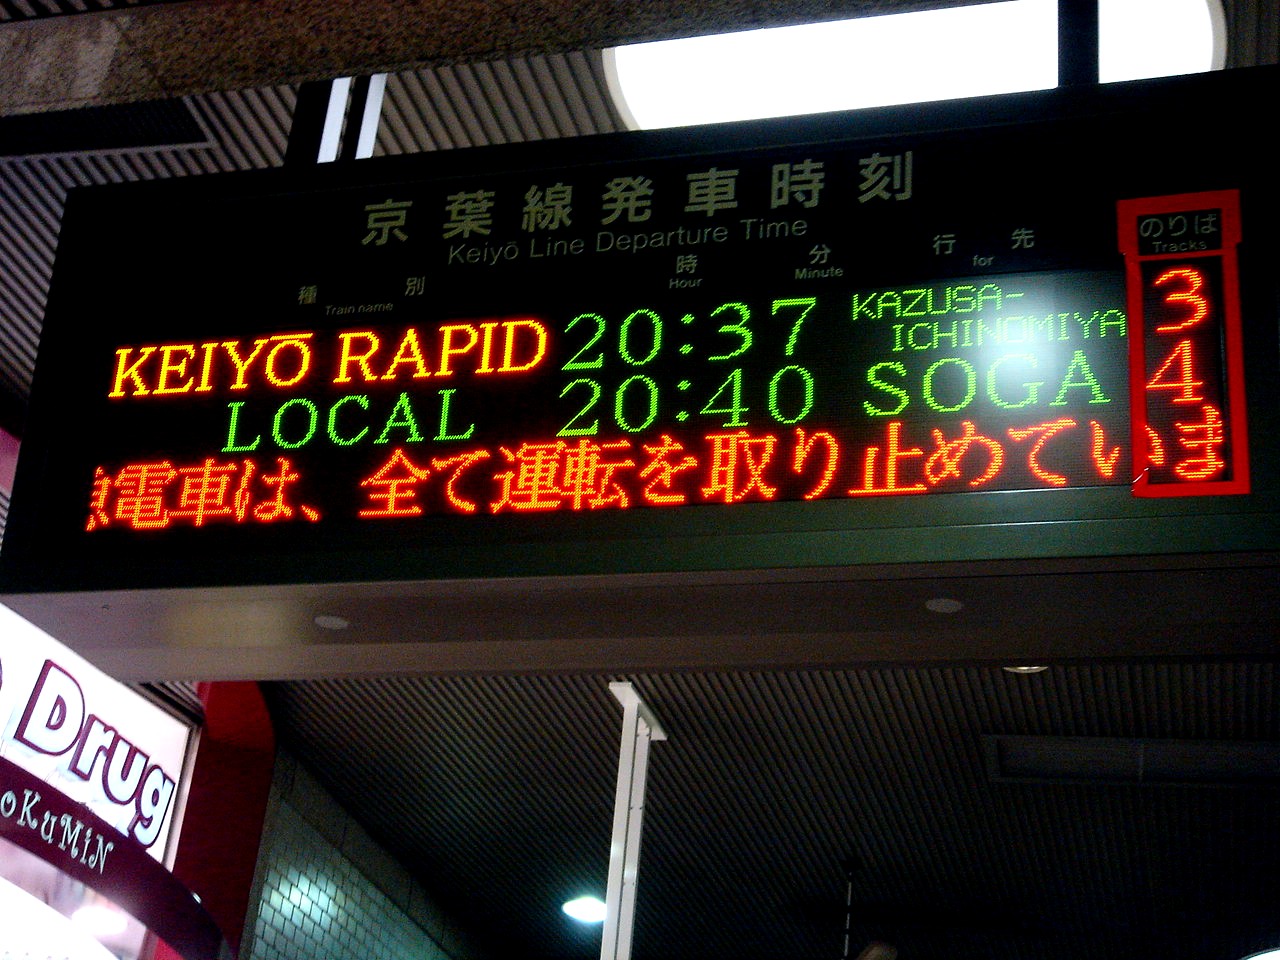 京葉線発車時刻
Keiyō Line Departure Time
種別 時 分 行先 のりば
Train name Hour Minute for Tracks
KEIYŌ RAPID 20:37 KAZUSA-ICHINOMIYA 3
LOCAL 20:40 SOGA 4
電車は、全て運転を取り止めていま
Drug
oKuMiN